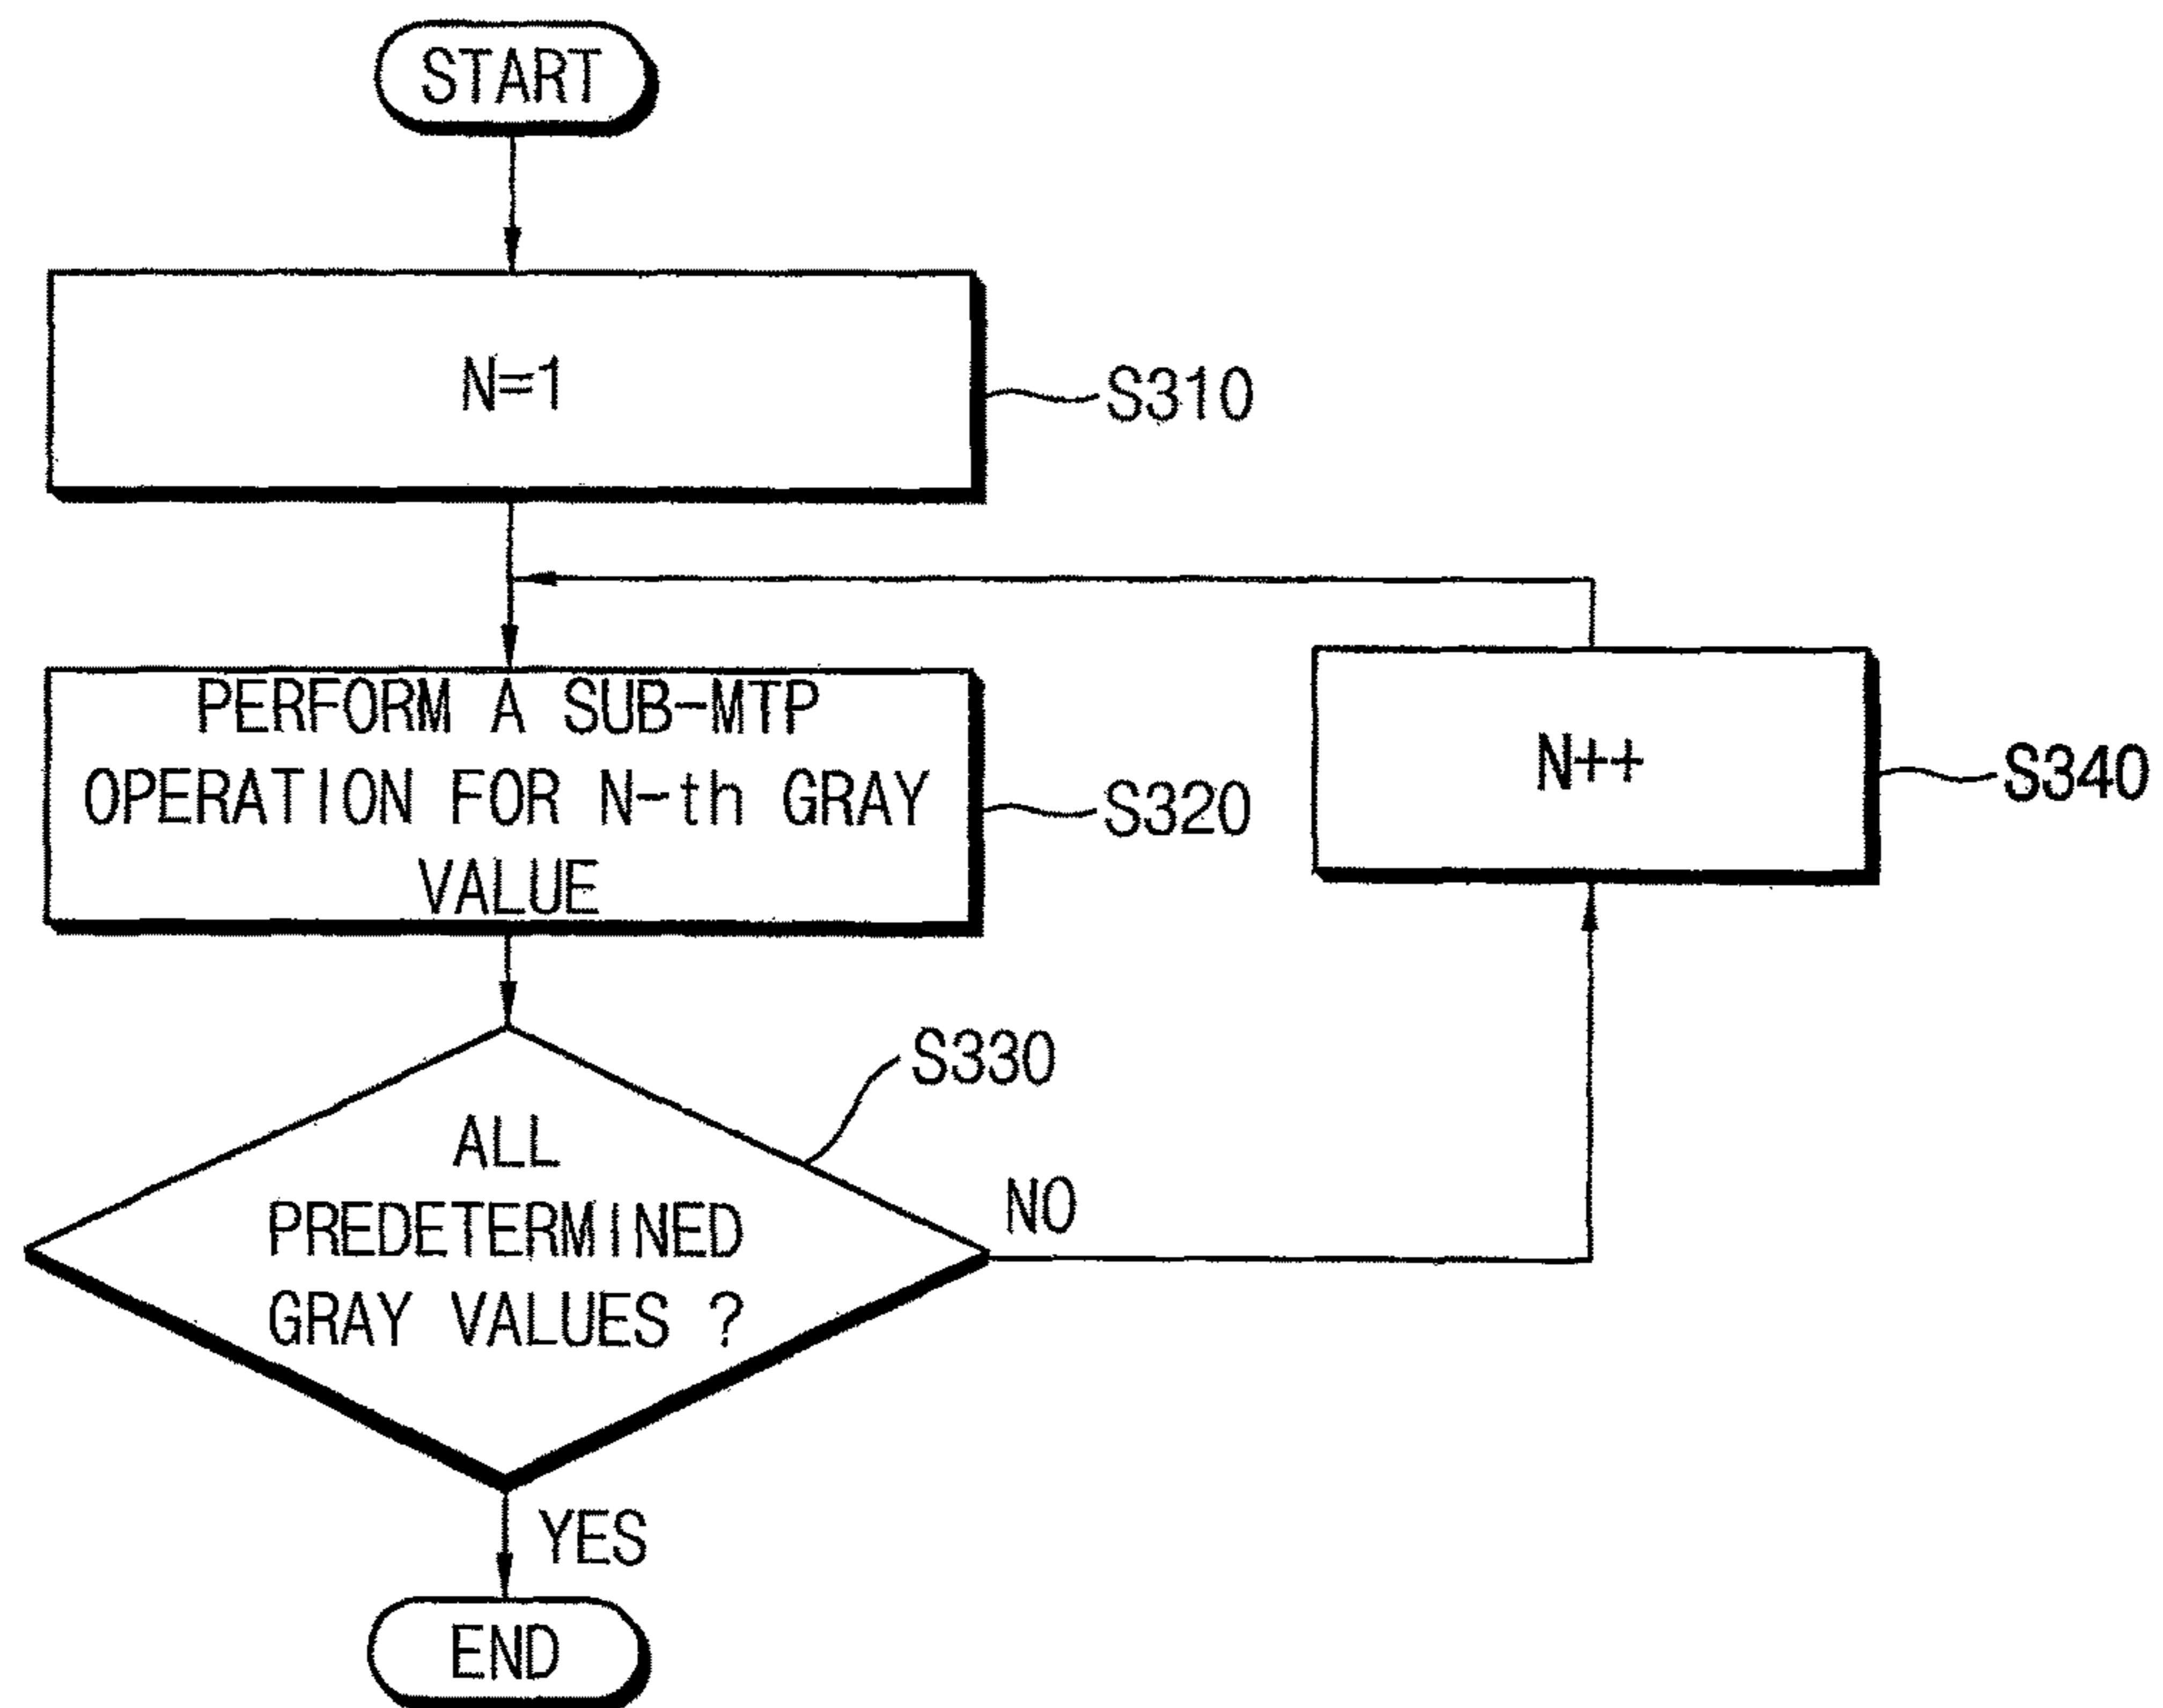 START
N=1
S310
PERFORM A SUB-MTP
OPERATION FOR N-th GRAY
VALUE
S320
N++
S340
S330
ALL
PREDETERMINED
GRAY VALUES ?
NO
YES
END